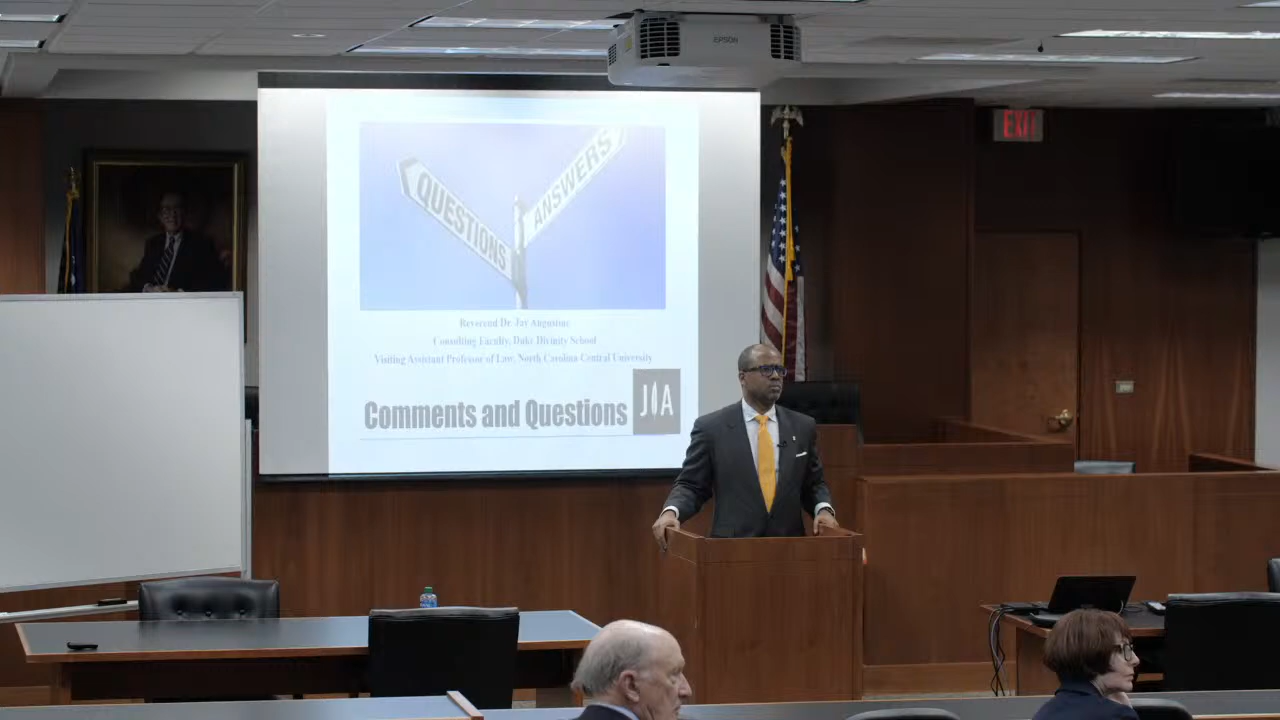 EPSON
EXIT
QUESTIONS
ANSWERS
Reverend Dr. Jay Augustine
Consulting Faculty, Duke Divinity School
Visiting Assistant Professor of Law, North Carolina Central University
Comments and Questions
JA